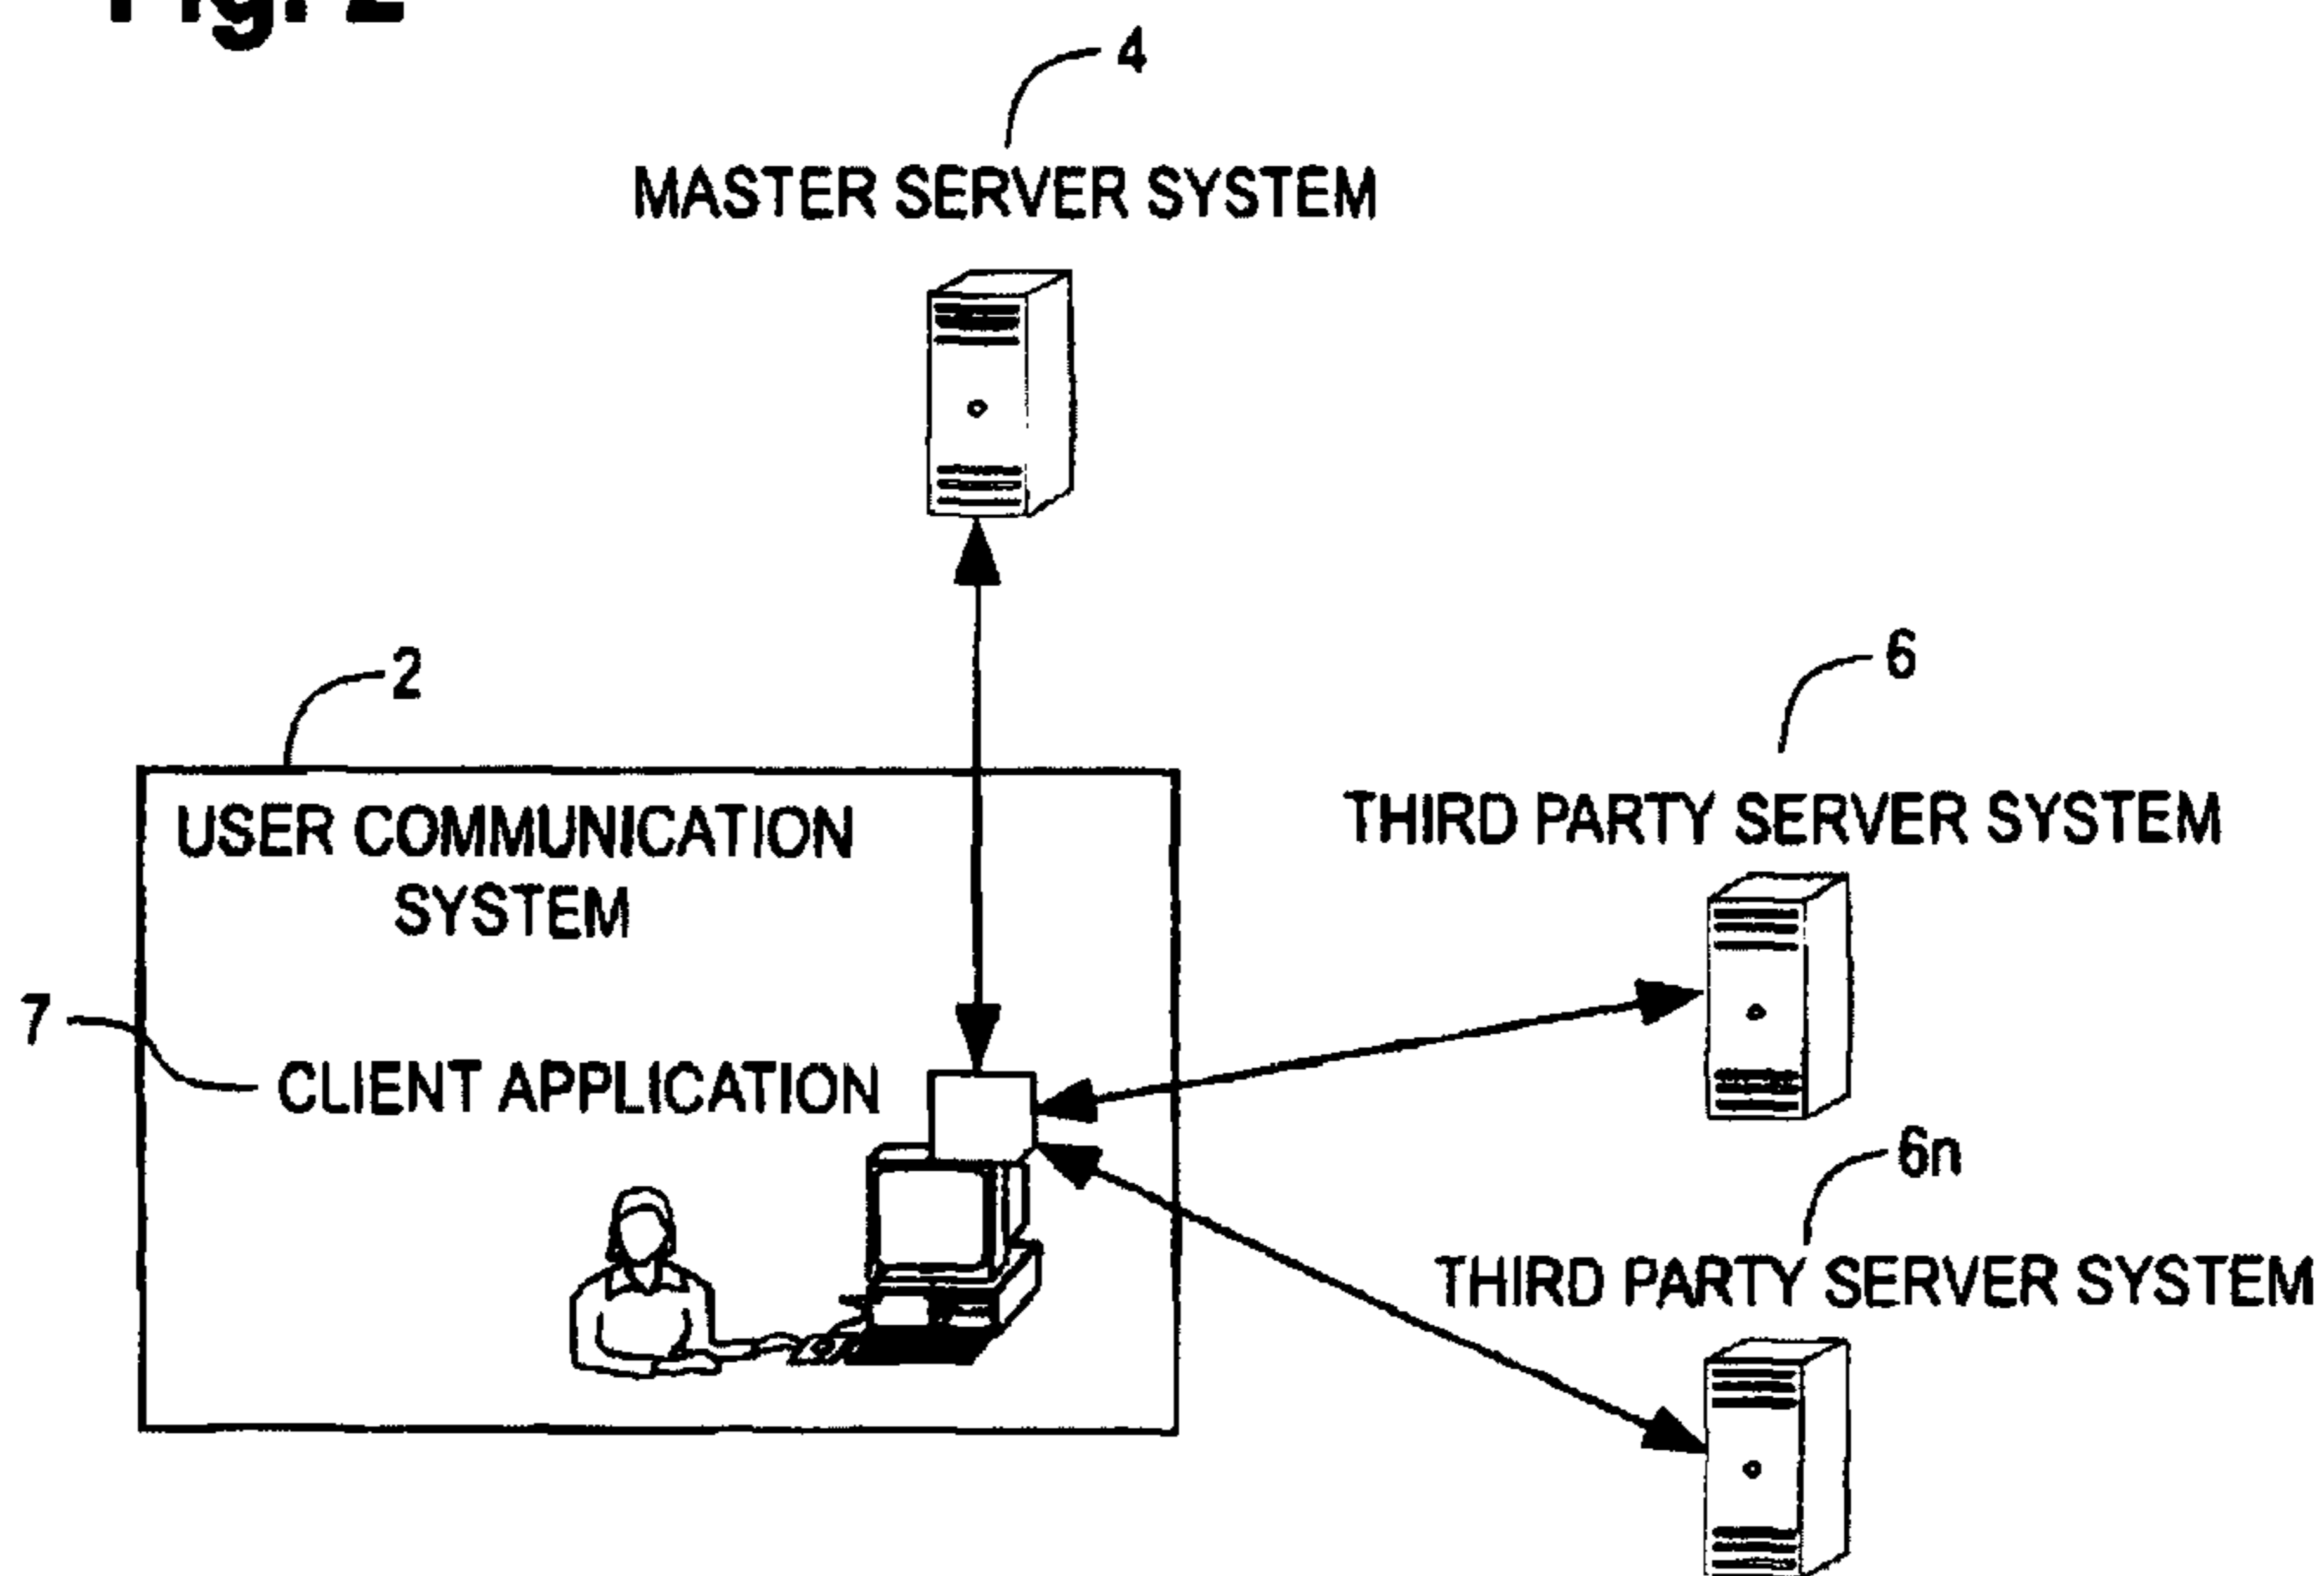 Fig. 2
4
MASTER SERVER SYSTEM
2
6
USER COMMUNICATION
SYSTEM
THIRD PARTY SERVER SYSTEM
7
CLIENT APPLICATION
6n
THIRD PARTY SERVER SYSTEM